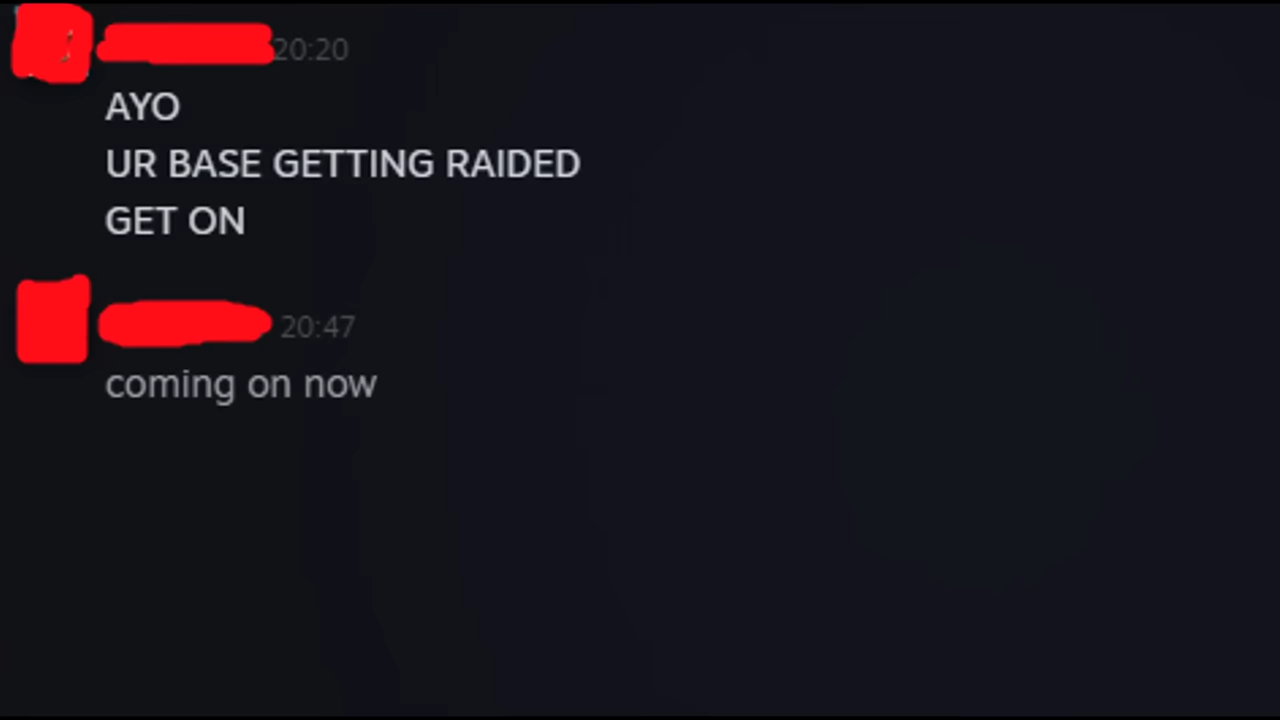 20:20
AYO
UR BASE GETTING RAIDED
GET ON
20:47
coming on now